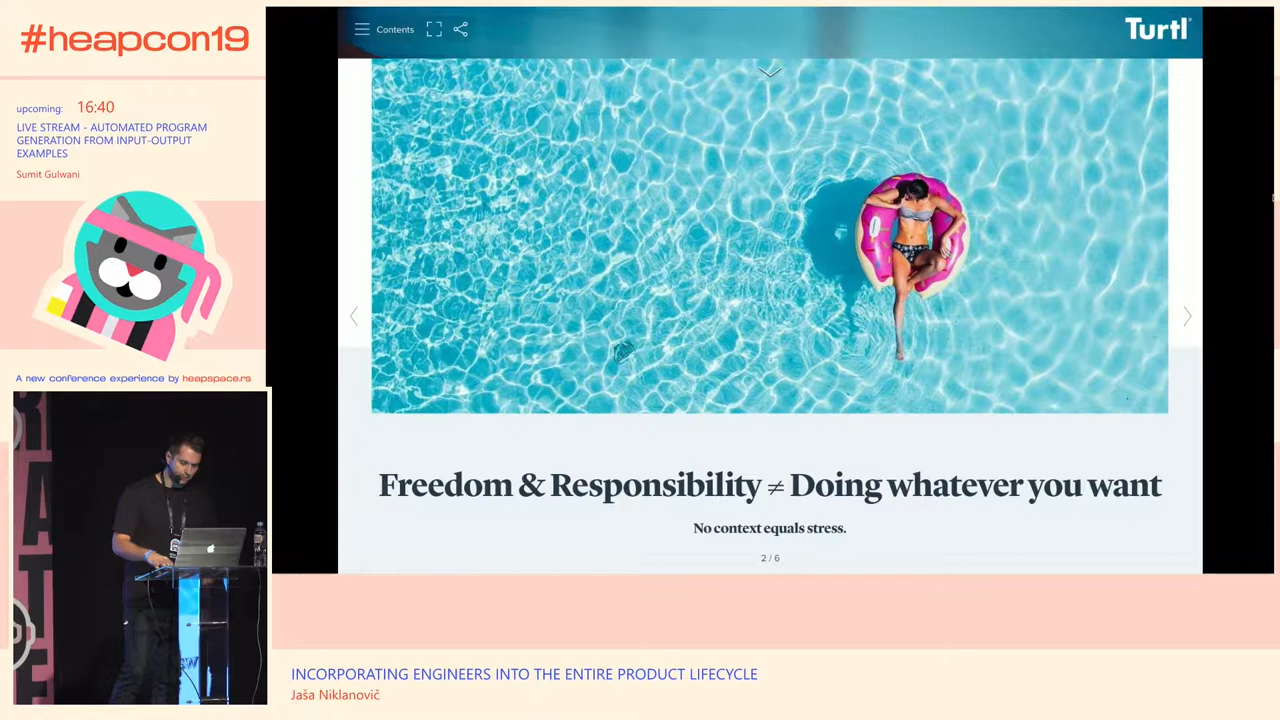 #heapcon19
upcoming: 16:40
LIVE STREAM - AUTOMATED PROGRAM
GENERATION FROM INPUT-OUTPUT
EXAMPLES
Sumit Gulwani
A new conference experience by heapspace.rs
Contents
Turtl
Freedom & Responsibility ≠ Doing whatever you want
No context equals stress.
2 / 6
INCORPORATING ENGINEERS INTO THE ENTIRE PRODUCT LIFECYCLE
Jaša Niklanovič